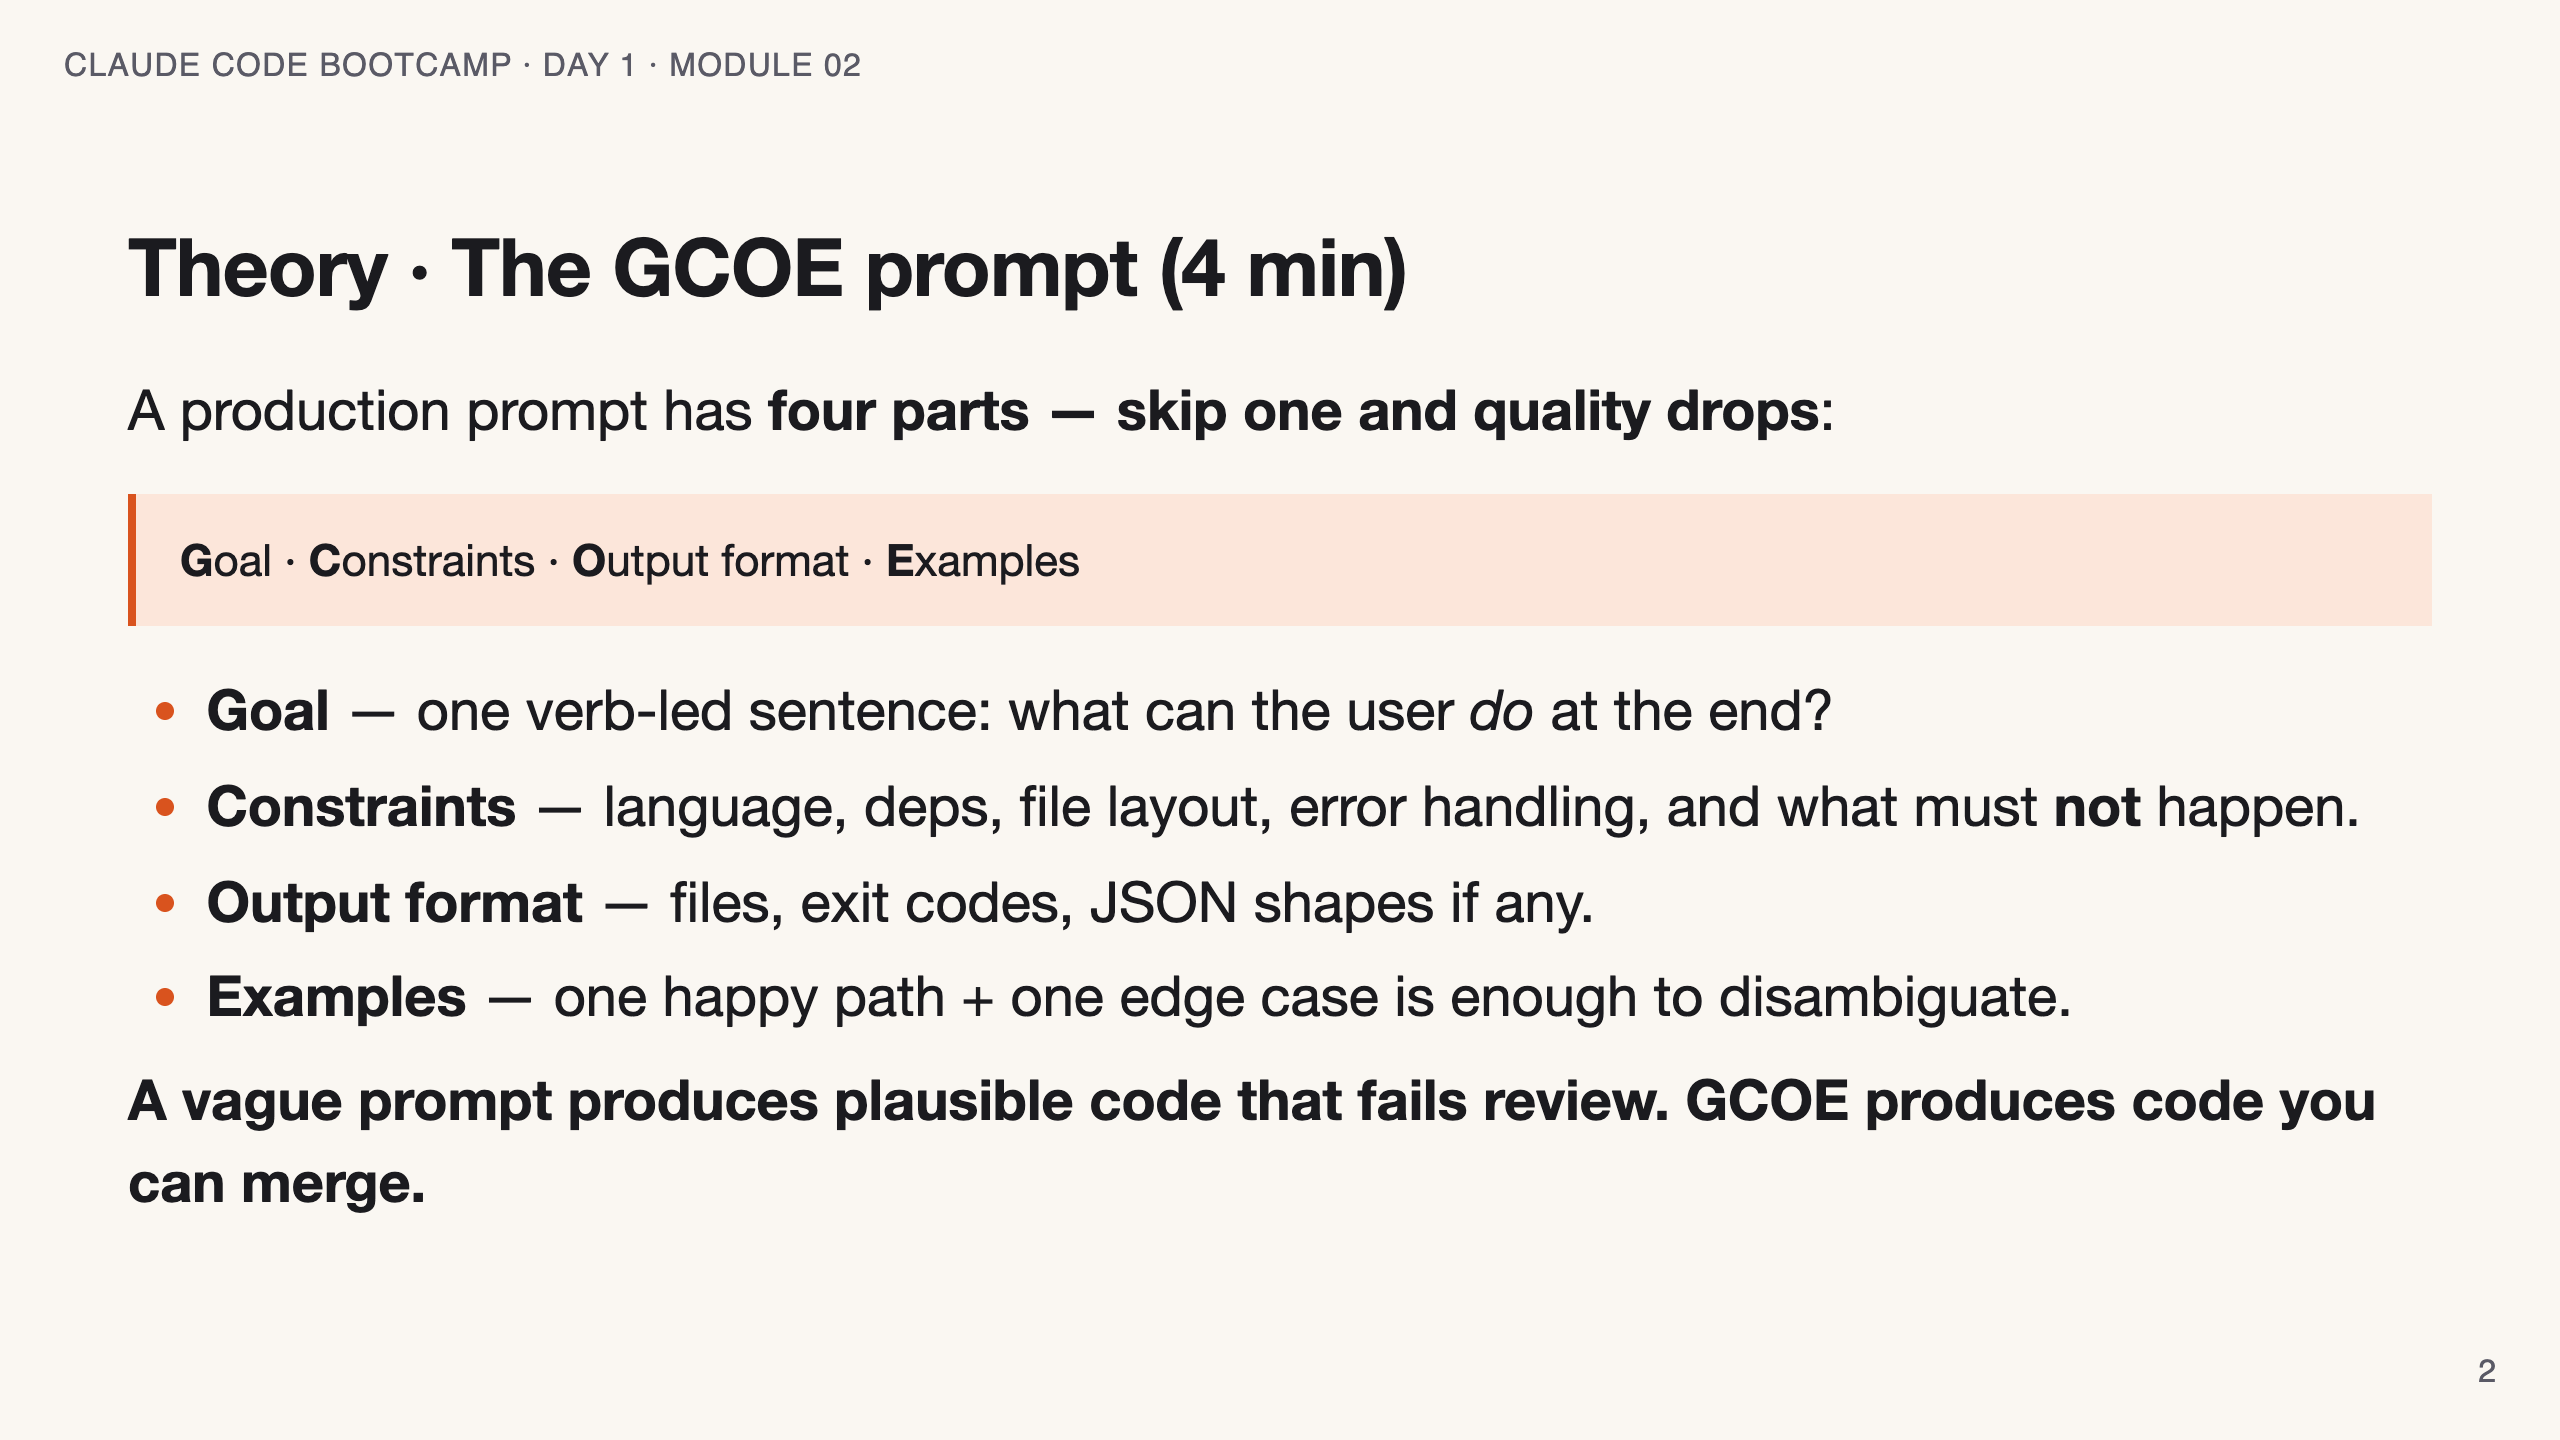 CLAUDE CODE BOOTCAMP · DAY 1 · MODULE 02
Theory · The GCOE prompt (4 min)
A production prompt has four parts — skip one and quality drops:
Goal · Constraints · Output format · Examples
• Goal — one verb-led sentence: what can the user do at the end?
• Constraints — language, deps, file layout, error handling, and what must not happen.
• Output format — files, exit codes, JSON shapes if any.
• Examples — one happy path + one edge case is enough to disambiguate.
A vague prompt produces plausible code that fails review. GCOE produces code you
can merge.
2